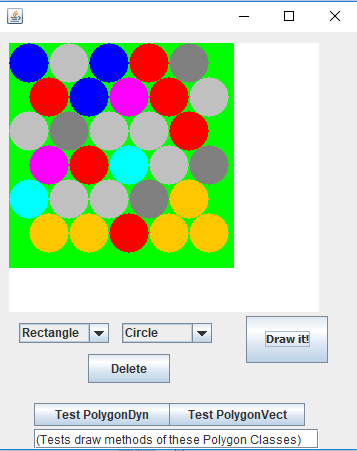 Rectangle Circle Draw it!
Delete
Test PolygonDyn Test PolygonVect
(Tests draw methods of these Polygon Classes)